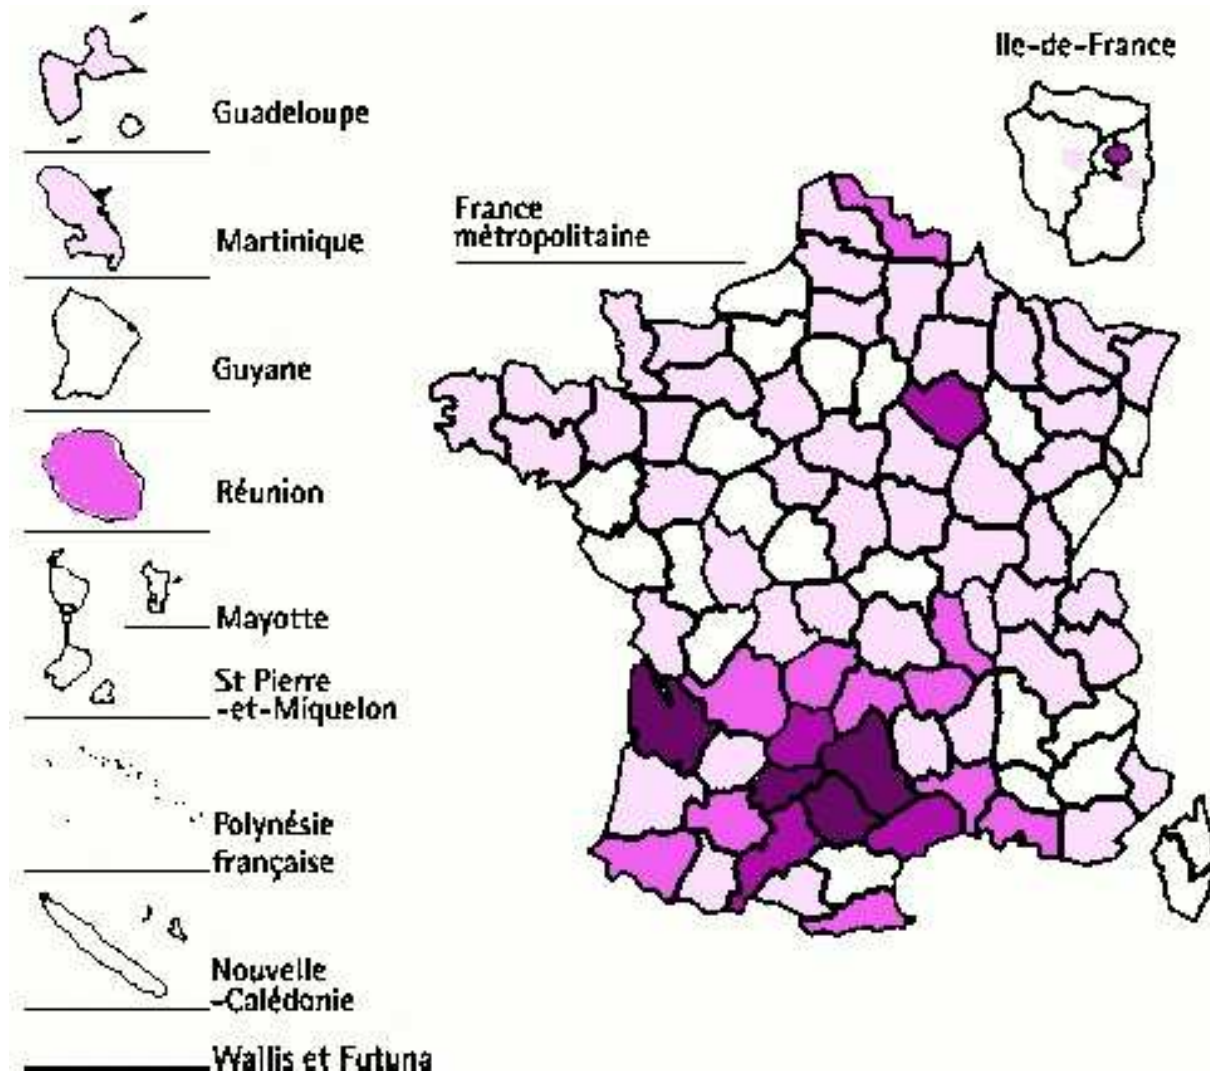 Guadeloupe
Martinique
Guyane
Réunion
Mayotte
St Pierre
-et-Miquelon
Polynésie
française
Nouvelle
-Calédonie
Wallis et Futuna
France
métropolitaine
Ile-de-France